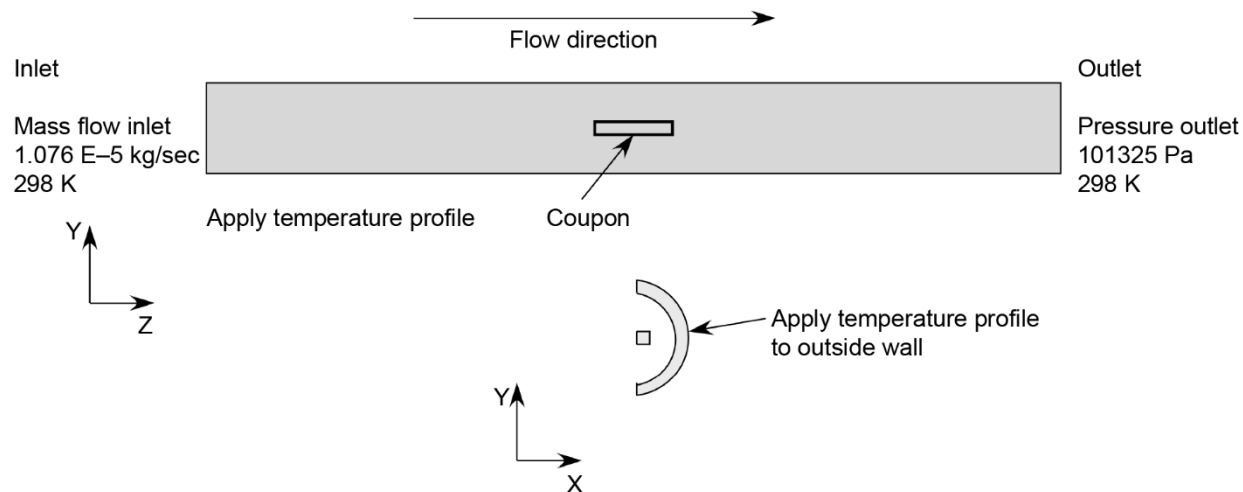 Flow direction
Inlet
Outlet
Mass flow inlet
1.076 E–5 kg/sec
298 K
Pressure outlet
101325 Pa
298 K
Apply temperature profile
Coupon
Y
Z
Apply temperature profile
to outside wall
Y
X